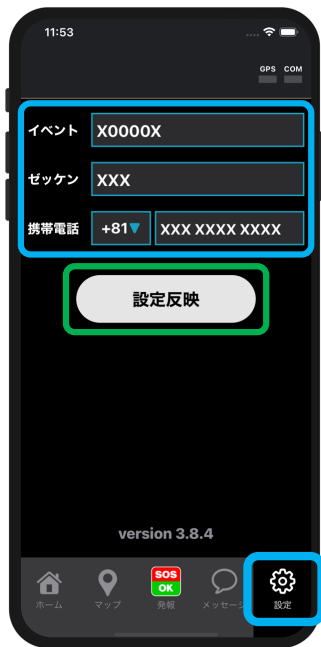 11:53
GPS COM
イベント X0000X
ゼッケン XXX
携帯電話 +81▼ XXX XXXX XXXX
設定反映
version 3.8.4
SOS
OK
ホーム マップ 発報 メッセージ 設定